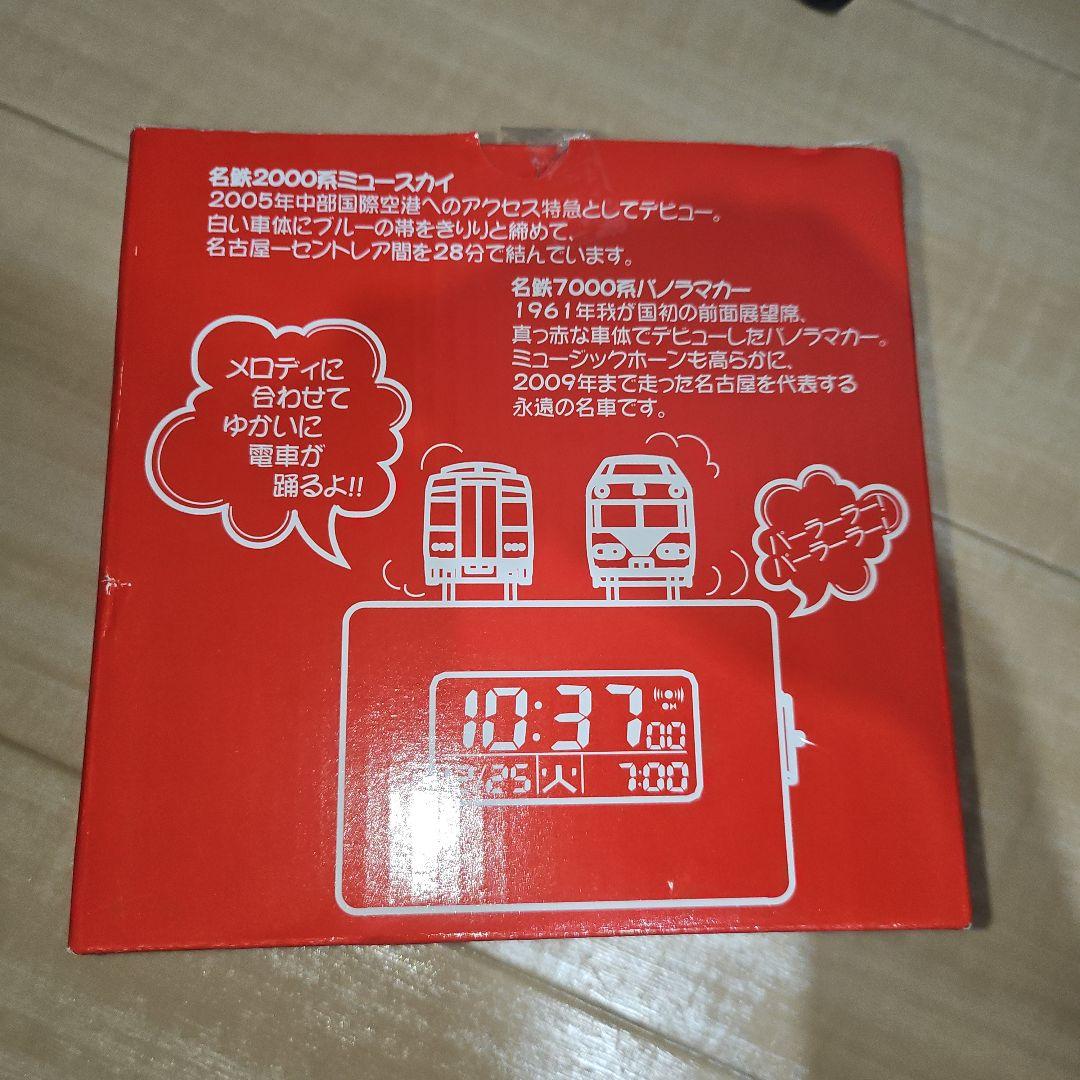 名鉄2000系ミュースカイ
2005年中部国際空港へのアクセス特急としてデビュー。
白い車体にブルーの帯をきりりと締めて、
名古屋ーセントレア間を28分で結んでいます。
名鉄7000系パノラマカー
1961年我が国初の前面展望席、
真っ赤な車体でデビューしたパノラマカー。
ミュージックホーンも高らかに、
2009年まで走った名古屋を代表する
永遠の名車です。
メロディに
合わせて
ゆかいに
電車が
踊るよ!!
パーラーラー!
パーラーラー!
10:37 00
12/25 火 7:00